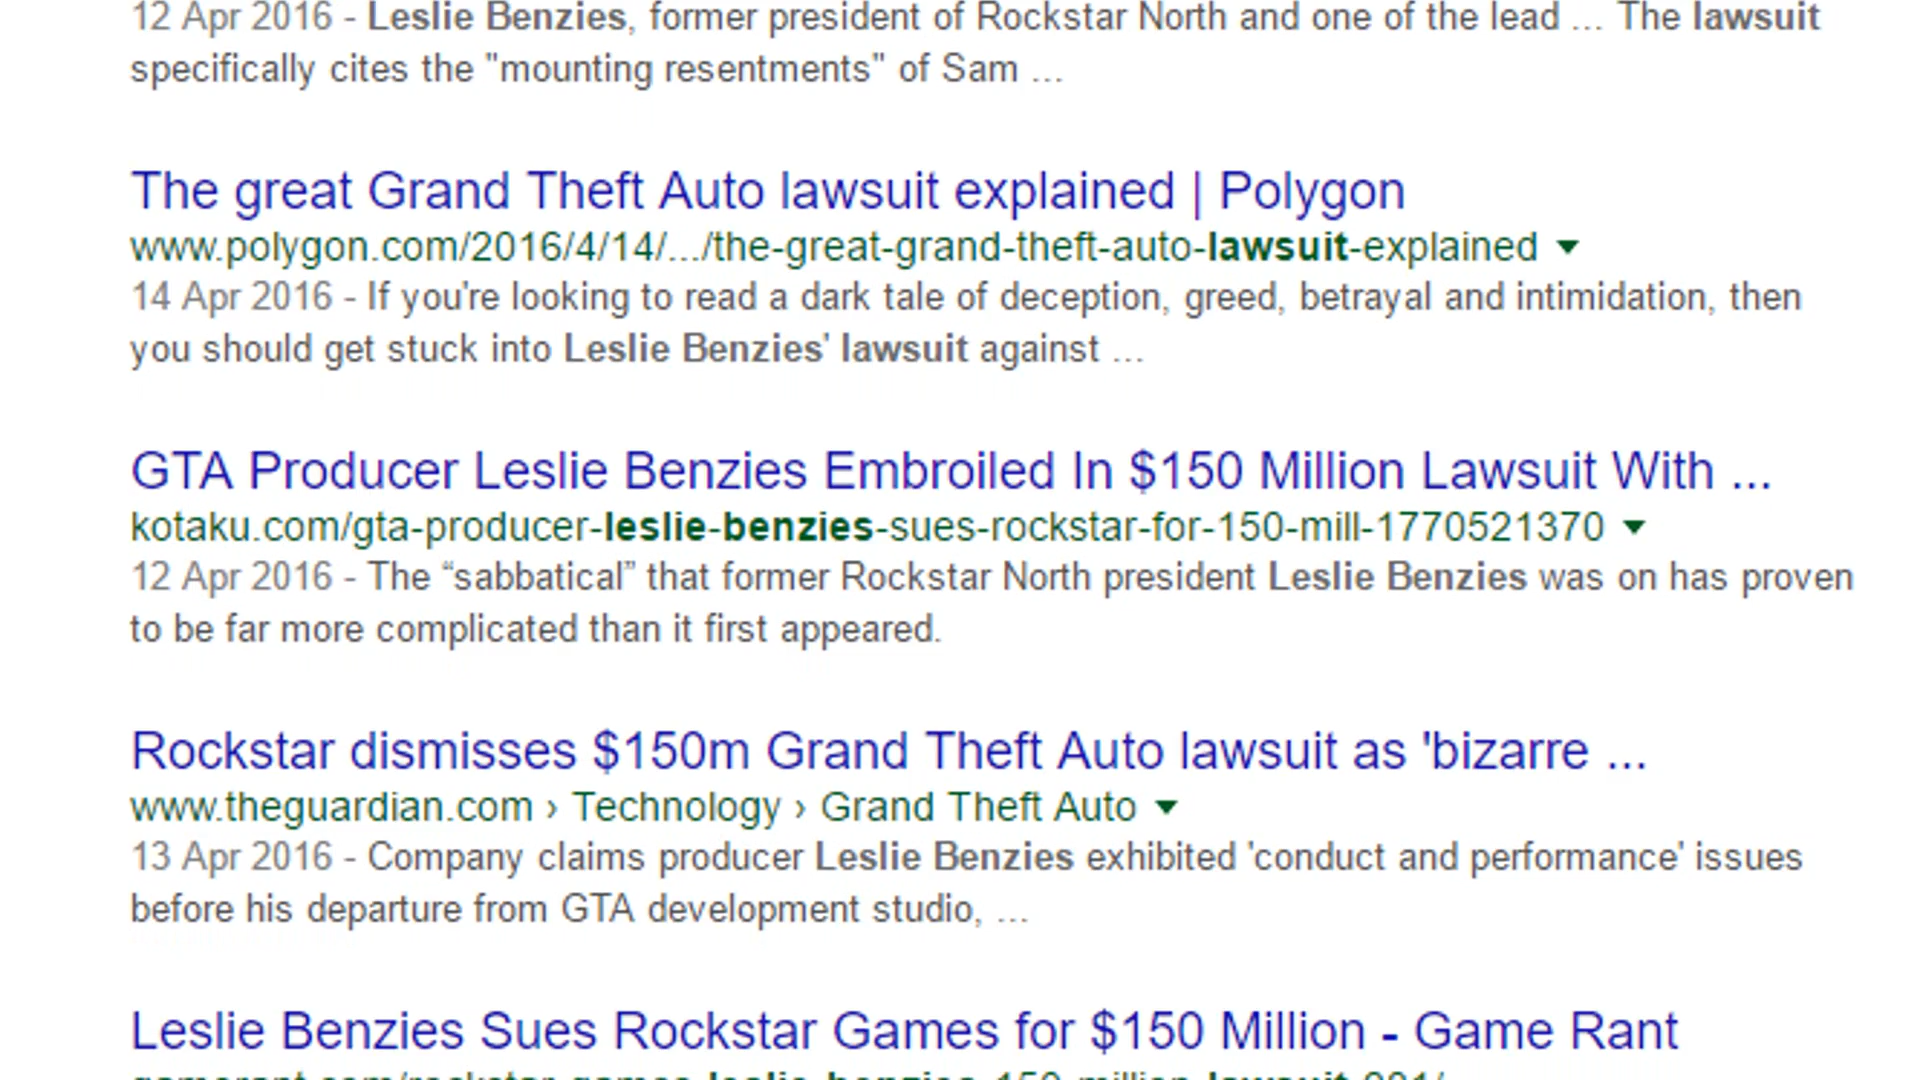 12 Apr 2016 - Leslie Benzies, former president of Rockstar North and one of the lead ... The lawsuit
specifically cites the "mounting resentments" of Sam ...
The great Grand Theft Auto lawsuit explained | Polygon
www.polygon.com/2016/4/14/.../the-great-grand-theft-auto-lawsuit-explained
14 Apr 2016 - If you're looking to read a dark tale of deception, greed, betrayal and intimidation, then
you should get stuck into Leslie Benzies' lawsuit against ...
GTA Producer Leslie Benzies Embroiled In $150 Million Lawsuit With ...
kotaku.com/gta-producer-leslie-benzies-sues-rockstar-for-150-mill-1770521370
12 Apr 2016 - The “sabbatical” that former Rockstar North president Leslie Benzies was on has proven
to be far more complicated than it first appeared.
Rockstar dismisses $150m Grand Theft Auto lawsuit as 'bizarre ...
www.theguardian.com › Technology › Grand Theft Auto
13 Apr 2016 - Company claims producer Leslie Benzies exhibited 'conduct and performance' issues
before his departure from GTA development studio, ...
Leslie Benzies Sues Rockstar Games for $150 Million - Game Rant